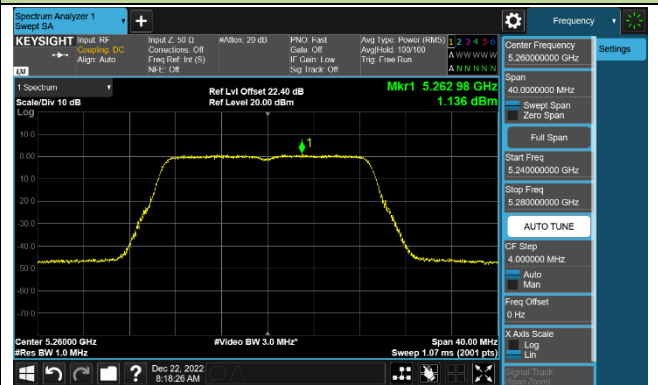 Spectrum Analyzer 1
Swept SA
Frequency
KEYSIGHT
Input: RF
Coupling: DC
Align: Auto
Input Z: 50 Ω
Corrections: Off
Freq Ref: Int (S)
NFE: Off
#Atten: 20 dB
PNO: Fast
Gate: Off
IF Gain: Low
Sig Track: Off
Avg Type: Power (RMS)
Avg|Hold: 100/100
Trig: Free Run
1 2 3 4 5 6
A W W W W W
A N N N N N
LXI
1 Spectrum
Scale/Div 10 dB
Log
Ref Lvl Offset 22.40 dB
Ref Level 20.00 dBm
Mkr1 5.262 98 GHz
1.136 dBm
1
10.0
0.00
-10.0
-20.0
-30.0
-40.0
-50.0
-60.0
-70.0
Center 5.26000 GHz
#Res BW 1.0 MHz
#Video BW 3.0 MHz*
Span 40.00 MHz
Sweep 1.07 ms (2001 pts)
Dec 22, 2022
8:18:26 AM
Settings
Center Frequency
5.260000000 GHz
Span
40.0000000 MHz
Swept Span
Zero Span
Full Span
Start Freq
5.240000000 GHz
Stop Freq
5.280000000 GHz
AUTO TUNE
CF Step
4.000000 MHz
Auto
Man
Freq Offset
0 Hz
X Axis Scale
Log
Lin
Signal Track
(Span Zoom)